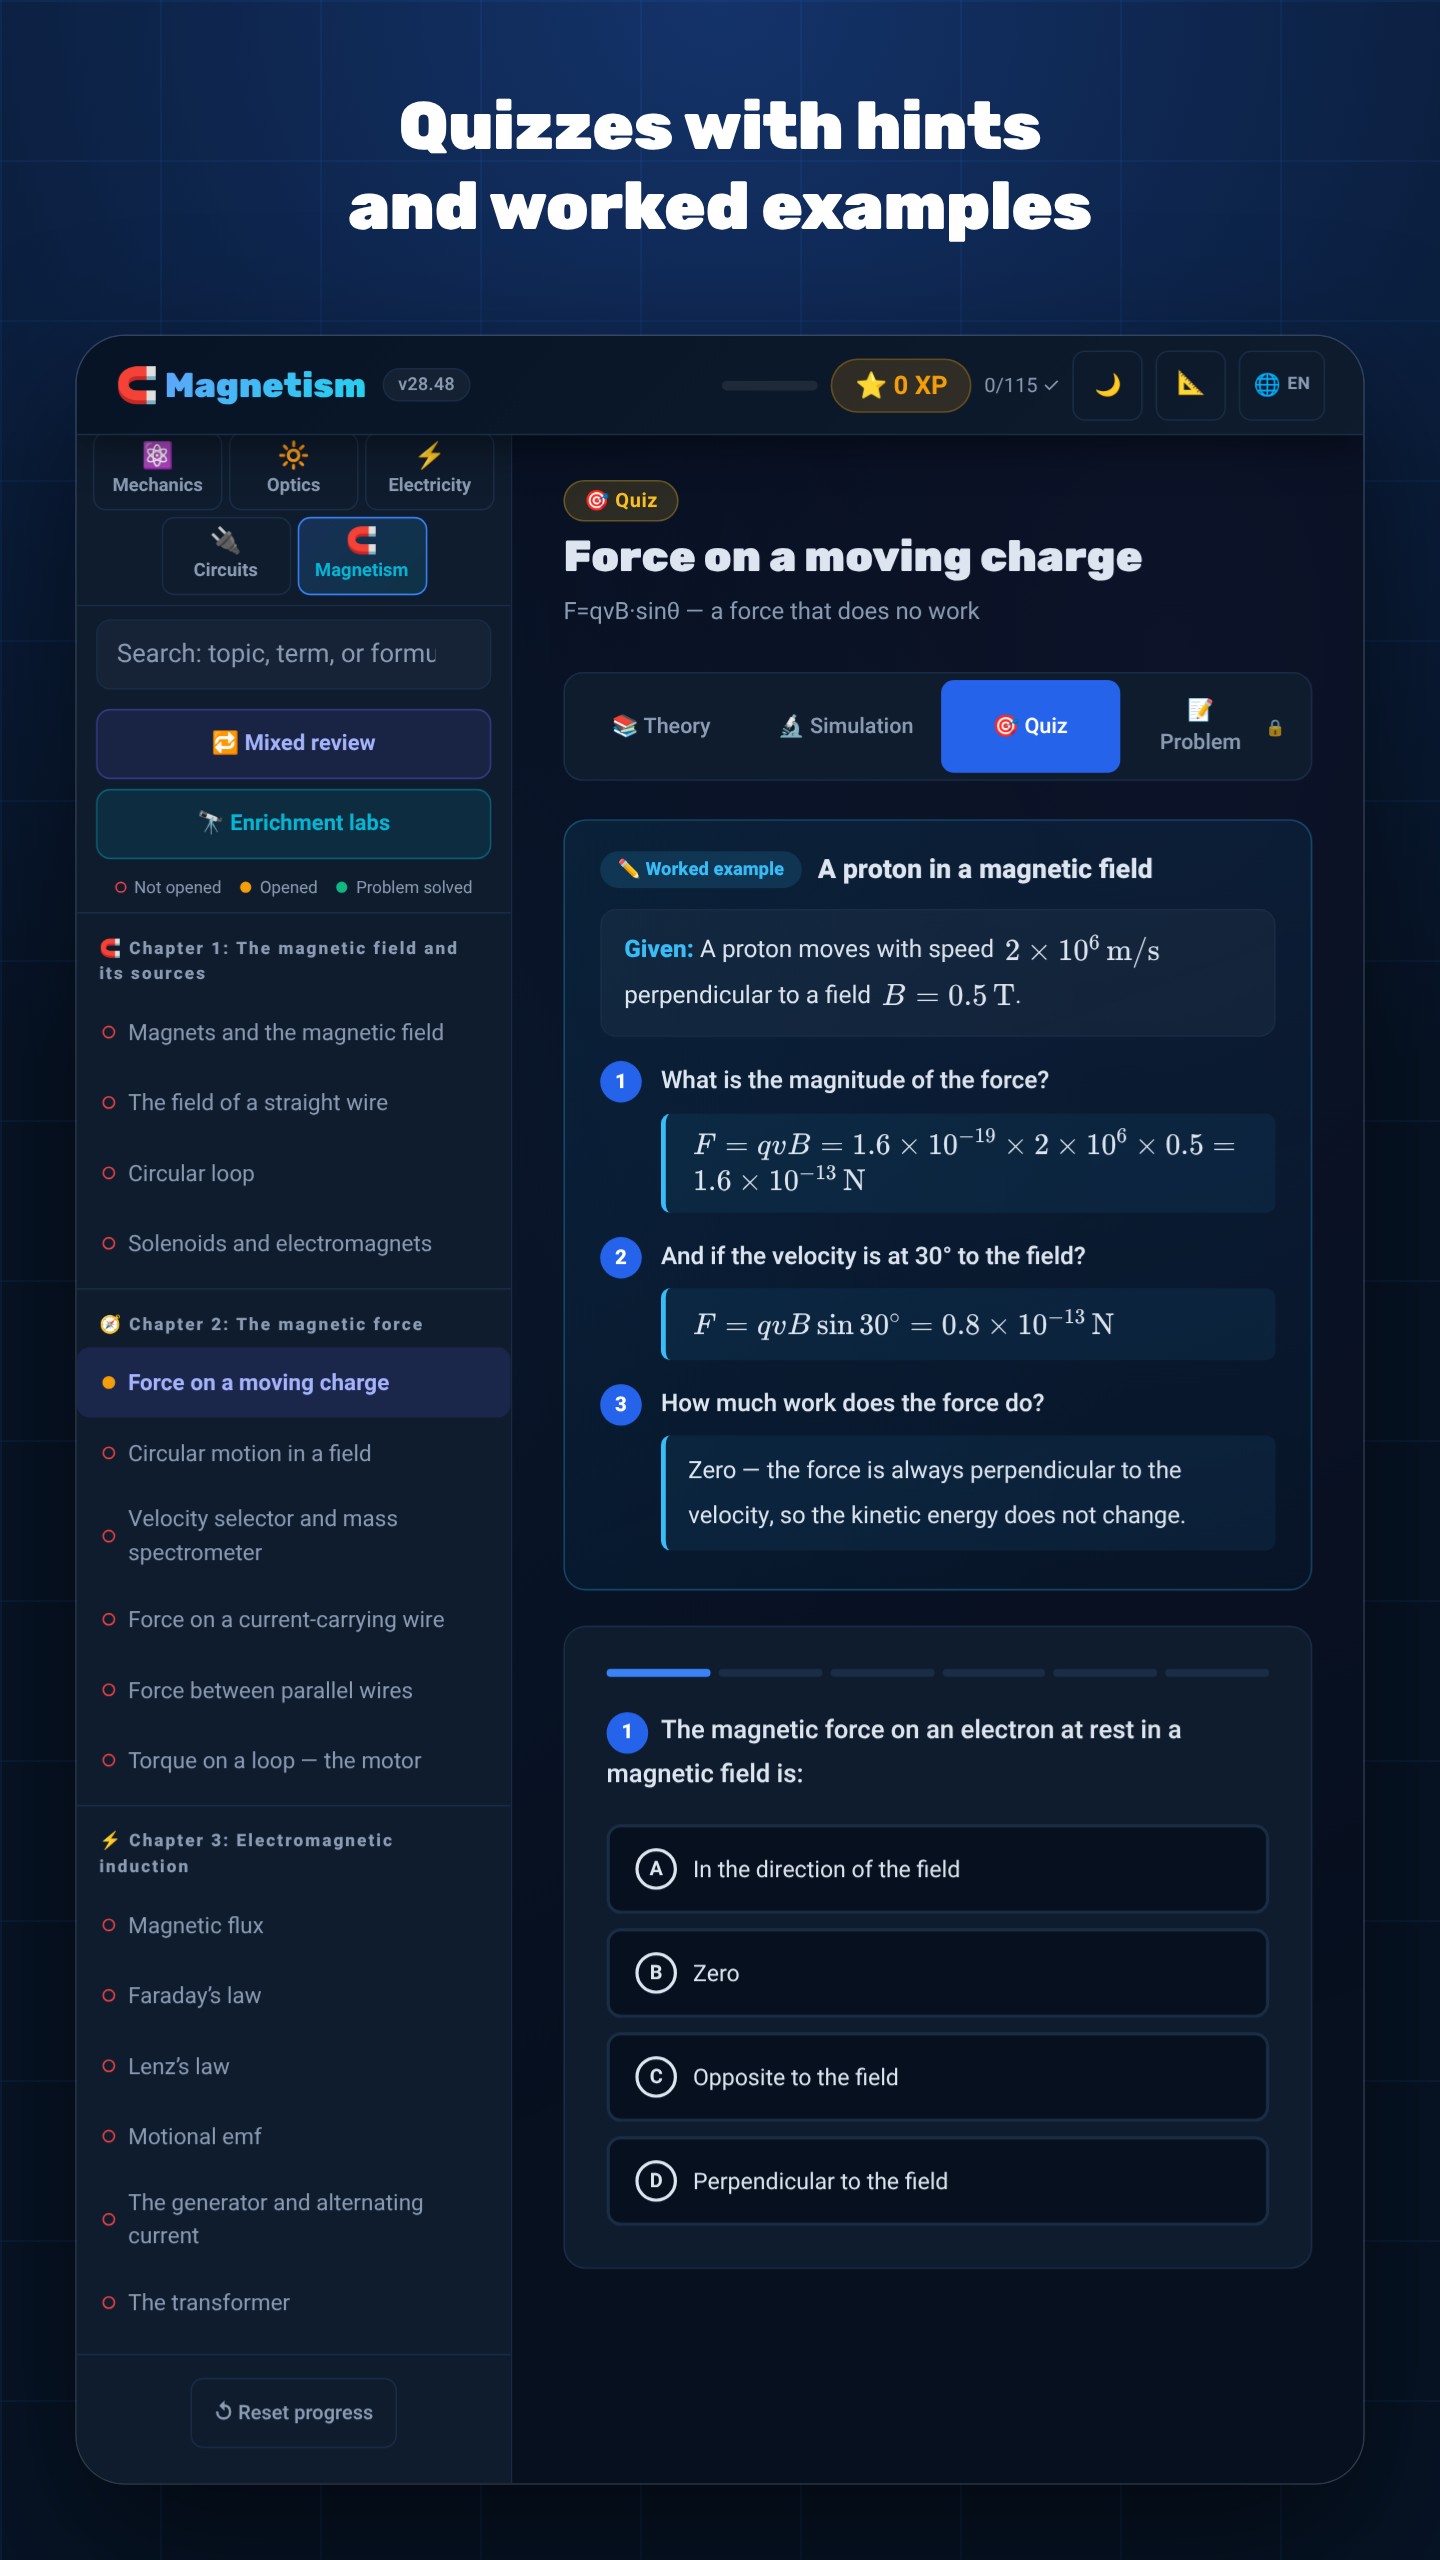 Quizzes with hints
and worked examples
Magnetism v28.48
0 XP 0/115 ✓ EN
Mechanics Optics Electricity
Circuits Magnetism
Search: topic, term, or formu
Mixed review
Enrichment labs
Not opened Opened Problem solved
Chapter 1: The magnetic field and
its sources
Magnets and the magnetic field
The field of a straight wire
Circular loop
Solenoids and electromagnets
Chapter 2: The magnetic force
Force on a moving charge
Circular motion in a field
Velocity selector and mass
spectrometer
Force on a current-carrying wire
Force between parallel wires
Torque on a loop — the motor
Chapter 3: Electromagnetic
induction
Magnetic flux
Faraday’s law
Lenz’s law
Motional emf
The generator and alternating
current
The transformer
Reset progress
Quiz
Force on a moving charge
F=qvB·sinθ — a force that does no work
Theory Simulation Quiz Problem
Worked example A proton in a magnetic field
Given: A proton moves with speed 2 × 10⁶ m/s
perpendicular to a field B = 0.5 T.
1 What is the magnitude of the force?
F = qvB = 1.6 × 10⁻¹⁹ × 2 × 10⁶ × 0.5 =
1.6 × 10⁻¹³ N
2 And if the velocity is at 30° to the field?
F = qvB sin 30° = 0.8 × 10⁻¹³ N
3 How much work does the force do?
Zero — the force is always perpendicular to the
velocity, so the kinetic energy does not change.
1 The magnetic force on an electron at rest in a
magnetic field is:
A In the direction of the field
B Zero
C Opposite to the field
D Perpendicular to the field